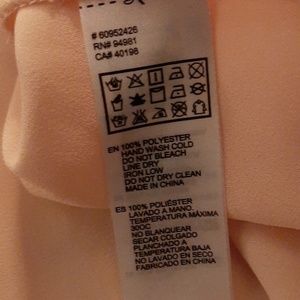 # 60952426
RN# 94981
CA# 40198
EN 100% POLYESTER
HAND WASH COLD
DO NOT BLEACH
LINE DRY
IRON LOW
DO NOT DRY CLEAN
MADE IN CHINA
EB 100% POLIÉSTER
LAVADO A MANO.
TEMPERATURA MÁXIMA
30OC
NO BLANQUEAR
SECAR COLGADO
PLANCHADO A
TEMPERATURA BAJA
NO LAVADO EN SECO
FABRICADO EN CHINA